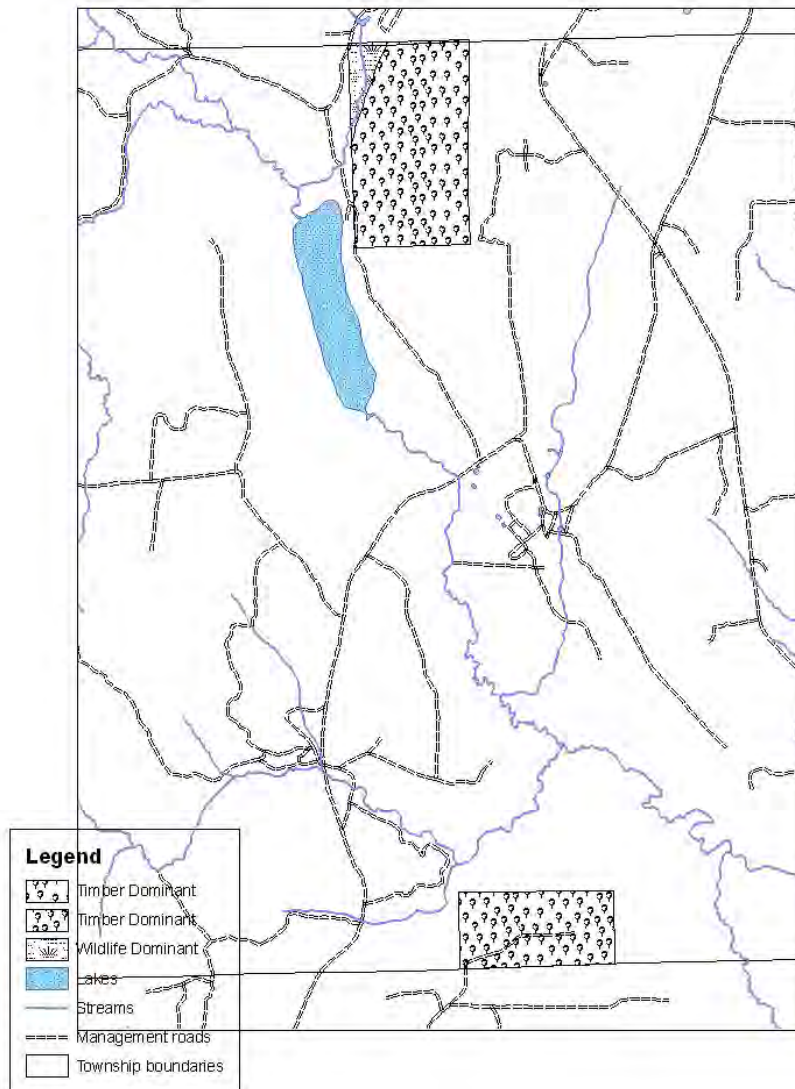 Legend
Timber Dominant
Timber Dominant
Wildlife Dominant
Lakes
Streams
Management roads
Township boundaries